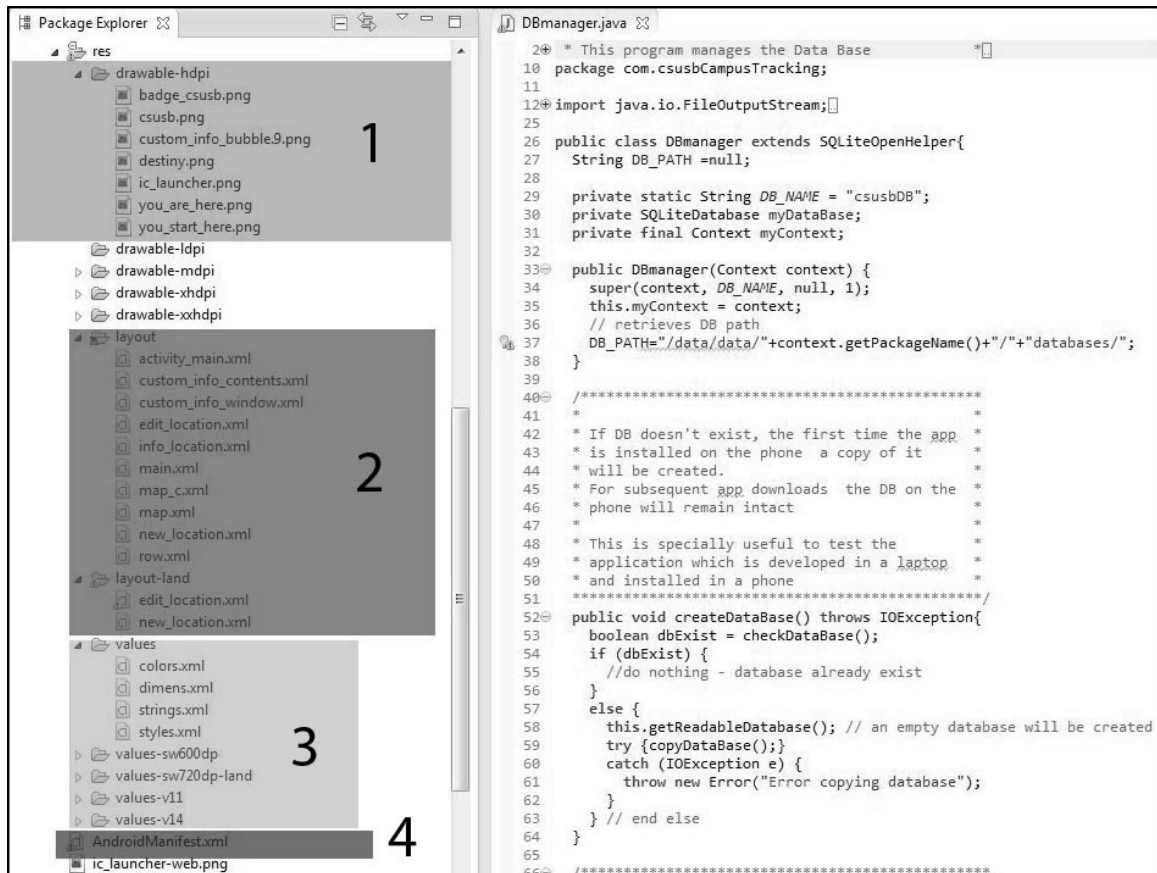 Package Explorer
res
drawable-hdpi
badge_csusb.png
csusb.png
custom_info_bubble.9.png
destiny.png
ic_launcher.png
you_are_here.png
you_start_here.png
1
drawable-ldpi
drawable-mdpi
drawable-xhdpi
drawable-xxhdpi
layout
activity_main.xml
custom_info_contents.xml
custom_info_window.xml
edit_location.xml
info_location.xml
main.xml
map_c.xml
map.xml
new_location.xml
row.xml
2
layout-land
edit_location.xml
new_location.xml
values
colors.xml
dimens.xml
strings.xml
styles.xml
3
values-sw600dp
values-sw720dp-land
values-v11
values-v14
AndroidManifest.xml
4
ic_launcher-web.png
DBmanager.java
2 * This program manages the Data Base *
10 package com.csusbCampusTracking;
11
12 import java.io.FileOutputStream;
25
26 public class DBmanager extends SQLiteOpenHelper{
27 String DB_PATH =null;
28
29 private static String DB_NAME = "csusbDB";
30 private SQLiteDatabase myDataBase;
31 private final Context myContext;
32
33 public DBmanager(Context context) {
34 super(context, DB_NAME, null, 1);
35 this.myContext = context;
36 // retrieves DB path
37 DB_PATH="/data/data/"+context.getPackageName()+"/"+"databases/";
38 }
39
40 /***********************************************
41 * *
42 * If DB doesn't exist, the first time the app *
43 * is installed on the phone a copy of it *
44 * will be created. *
45 * For subsequent app downloads the DB on the *
46 * phone will remain intact *
47 * *
48 * This is specially useful to test the *
49 * application which is developed in a laptop *
50 * and installed in a phone *
51 ***********************************************/
52 public void createDataBase() throws IOException{
53 boolean dbExist = checkDataBase();
54 if (dbExist) {
55 //do nothing - database already exist
56 }
57 else {
58 this.getReadableDatabase(); // an empty database will be created
59 try {copyDataBase();}
60 catch (IOException e) {
61 throw new Error("Error copying database");
62 }
63 } // end else
64 }
65
66 /************************************************